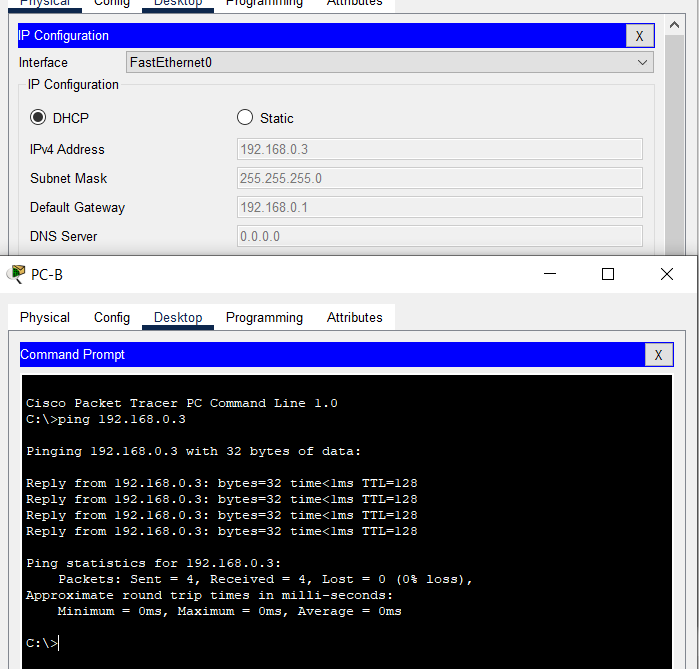 Physical Config Desktop Programming Attributes
IP Configuration X
Interface FastEthernet0
IP Configuration
DHCP Static
IPv4 Address 192.168.0.3
Subnet Mask 255.255.255.0
Default Gateway 192.168.0.1
DNS Server 0.0.0.0
PC-B
Physical Config Desktop Programming Attributes
Command Prompt X
Cisco Packet Tracer PC Command Line 1.0
C:\>ping 192.168.0.3
Pinging 192.168.0.3 with 32 bytes of data:
Reply from 192.168.0.3: bytes=32 time<1ms TTL=128
Reply from 192.168.0.3: bytes=32 time<1ms TTL=128
Reply from 192.168.0.3: bytes=32 time<1ms TTL=128
Reply from 192.168.0.3: bytes=32 time<1ms TTL=128
Ping statistics for 192.168.0.3:
Packets: Sent = 4, Received = 4, Lost = 0 (0% loss),
Approximate round trip times in milli-seconds:
Minimum = 0ms, Maximum = 0ms, Average = 0ms
C:\>